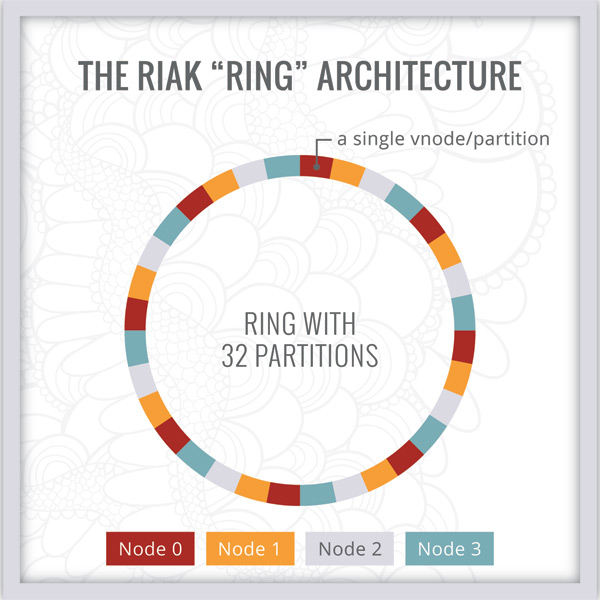 THE RIAK “RING” ARCHITECTURE
a single vnode/partition
RING WITH
32 PARTITIONS
Node 0 Node 1 Node 2 Node 3